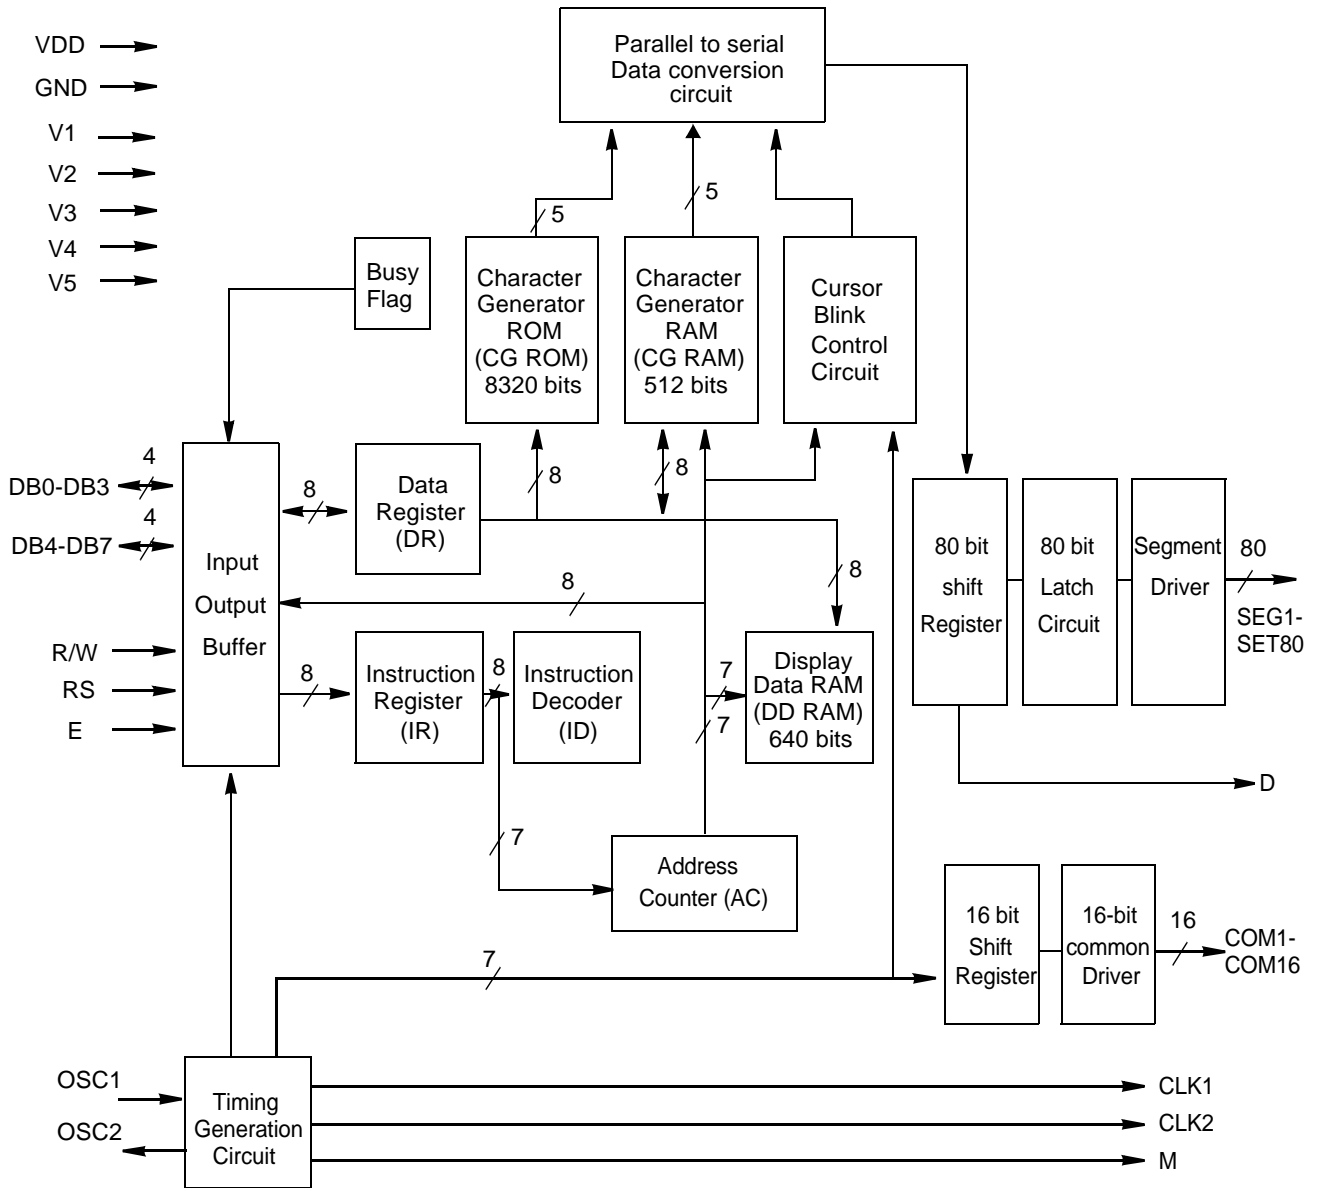 VDD
GND
V1
V2
V3
V4
V5
Parallel to serial
Data conversion
circuit
5
5
Busy
Flag
Character
Generator
ROM
(CG ROM)
8320 bits
Character
Generator
RAM
(CG RAM)
512 bits
Cursor
Blink
Control
Circuit
DB0-DB3
4
DB4-DB7
4
R/W
RS
E
Input
Output
Buffer
8
Data
Register
(DR)
8
8
8
8
8
Instruction
Register
(IR)
8
Instruction
Decoder
(ID)
7
7
Display
Data RAM
(DD RAM)
640 bits
7
Address
Counter (AC)
80 bit
shift
Register
80 bit
Latch
Circuit
Segment
Driver
80
SEG1-
SET80
D
16 bit
Shift
Register
16-bit
common
Driver
16
COM1-
COM16
7
OSC1
OSC2
Timing
Generation
Circuit
CLK1
CLK2
M